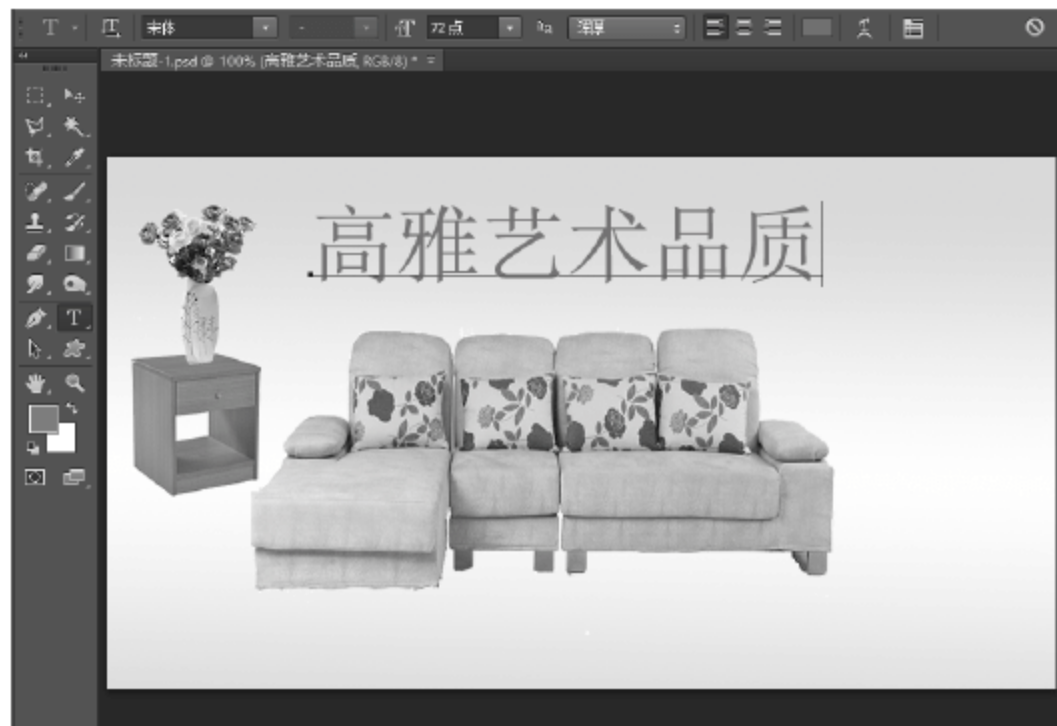 T 宋体 - 72点 aa 浑厚
未标题-1.psd @ 100% (高雅艺术品质, RGB/8) *
高雅艺术品质